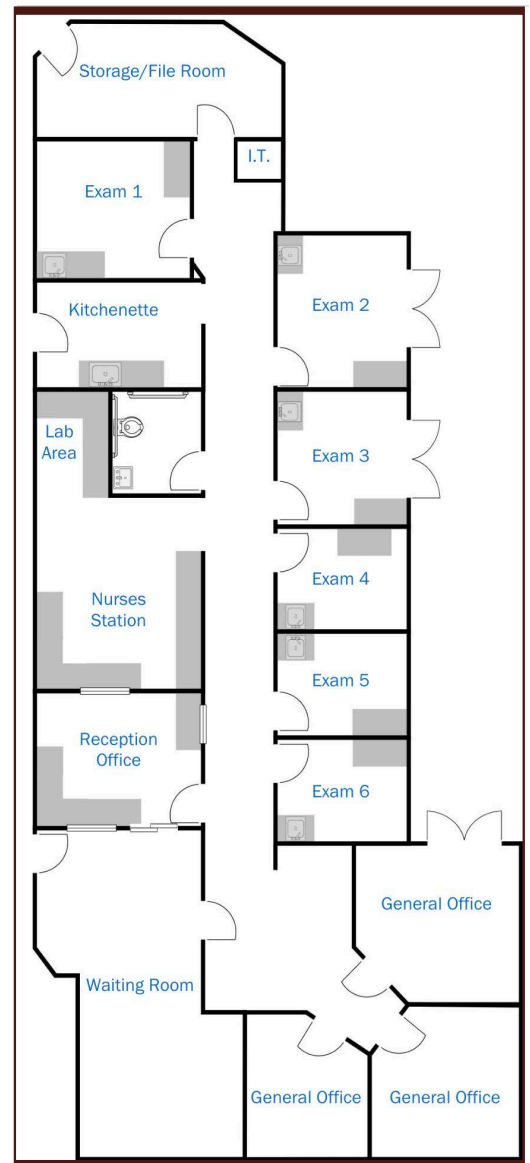 Storage/File Room
I.T.
Exam 1
Exam 2
Kitchenette
Lab
Area
Exam 3
Exam 4
Nurses
Station
Exam 5
Reception
Office
Exam 6
General Office
Waiting Room
General Office
General Office